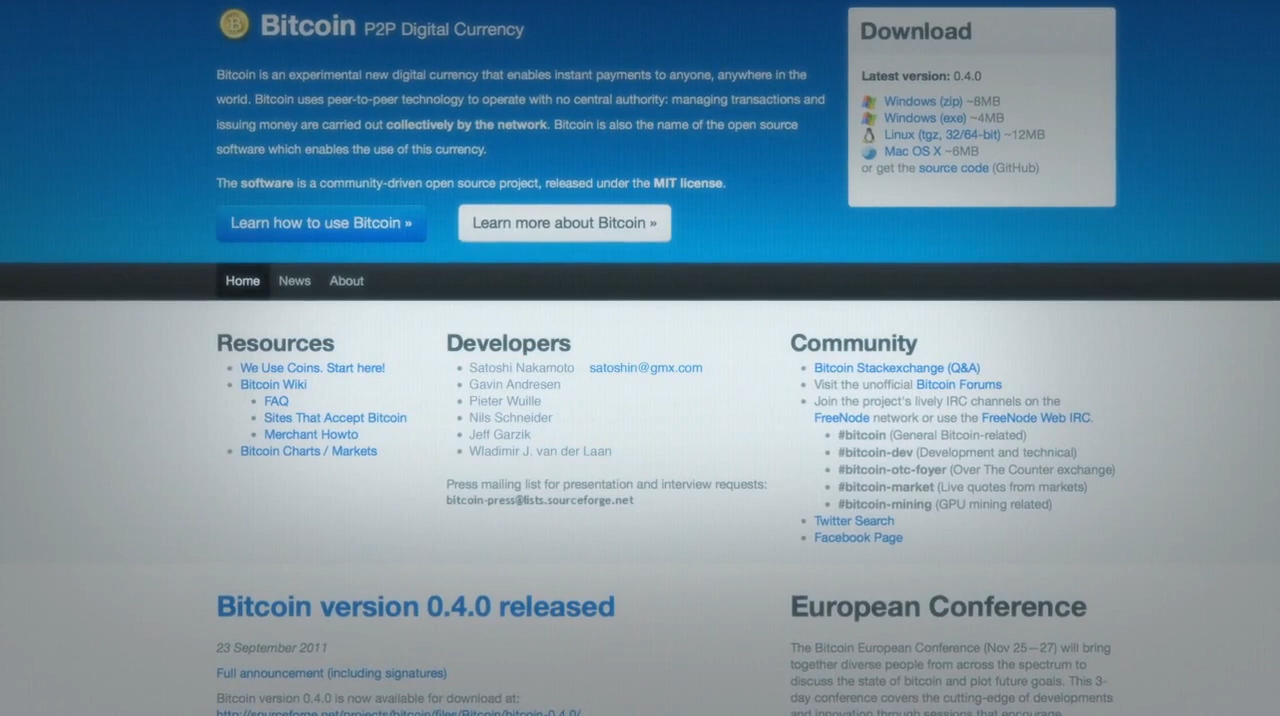 Bitcoin P2P Digital Currency
Bitcoin is an experimental new digital currency that enables instant payments to anyone, anywhere in the
world. Bitcoin uses peer-to-peer technology to operate with no central authority: managing transactions and
issuing money are carried out collectively by the network. Bitcoin is also the name of the open source
software which enables the use of this currency.
The software is a community-driven open source project, released under the MIT license.
Learn how to use Bitcoin »
Learn more about Bitcoin »
Download
Latest version: 0.4.0
Windows (zip) ~8MB
Windows (exe) ~4MB
Linux (tgz, 32/64-bit) ~12MB
Mac OS X ~6MB
or get the source code (GitHub)
Home News About
Resources
We Use Coins. Start here!
Bitcoin Wiki
FAQ
Sites That Accept Bitcoin
Merchant Howto
Bitcoin Charts / Markets
Developers
Satoshi Nakamoto satoshin@gmx.com
Gavin Andresen
Pieter Wuille
Nils Schneider
Jeff Garzik
Wladimir J. van der Laan
Press mailing list for presentation and interview requests:
bitcoin-press@lists.sourceforge.net
Community
Bitcoin Stackexchange (Q&A)
Visit the unofficial Bitcoin Forums
Join the project's lively IRC channels on the
FreeNode network or use the FreeNode Web IRC.
#bitcoin (General Bitcoin-related)
#bitcoin-dev (Development and technical)
#bitcoin-otc-foyer (Over The Counter exchange)
#bitcoin-market (Live quotes from markets)
#bitcoin-mining (GPU mining related)
Twitter Search
Facebook Page
Bitcoin version 0.4.0 released
23 September 2011
Full announcement (including signatures)
Bitcoin version 0.4.0 is now available for download at:
http://sourceforge.net/projects/bitcoin/files/Bitcoin/bitcoin-0.4.0/
European Conference
The Bitcoin European Conference (Nov 25—27) will bring
together diverse people from across the spectrum to
discuss the state of bitcoin and plot future goals. This 3-
day conference covers the cutting-edge of developments
and innovation through sessions that encourage